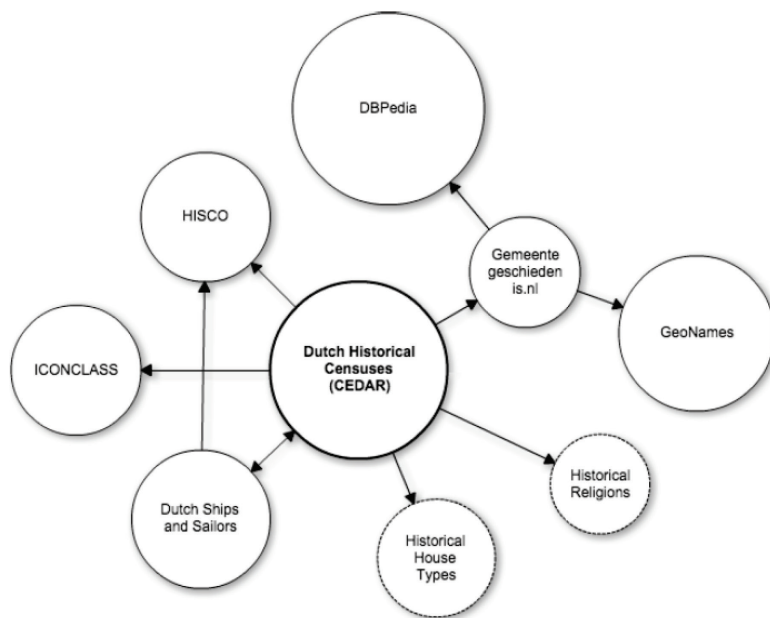 DBPedia
HISCO
Gemeente
geschieden
is.nl
GeoNames
Dutch Historical
Censuses
(CEDAR)
ICONCLASS
Historical
Religions
Dutch Ships
and Sailors
Historical
House
Types